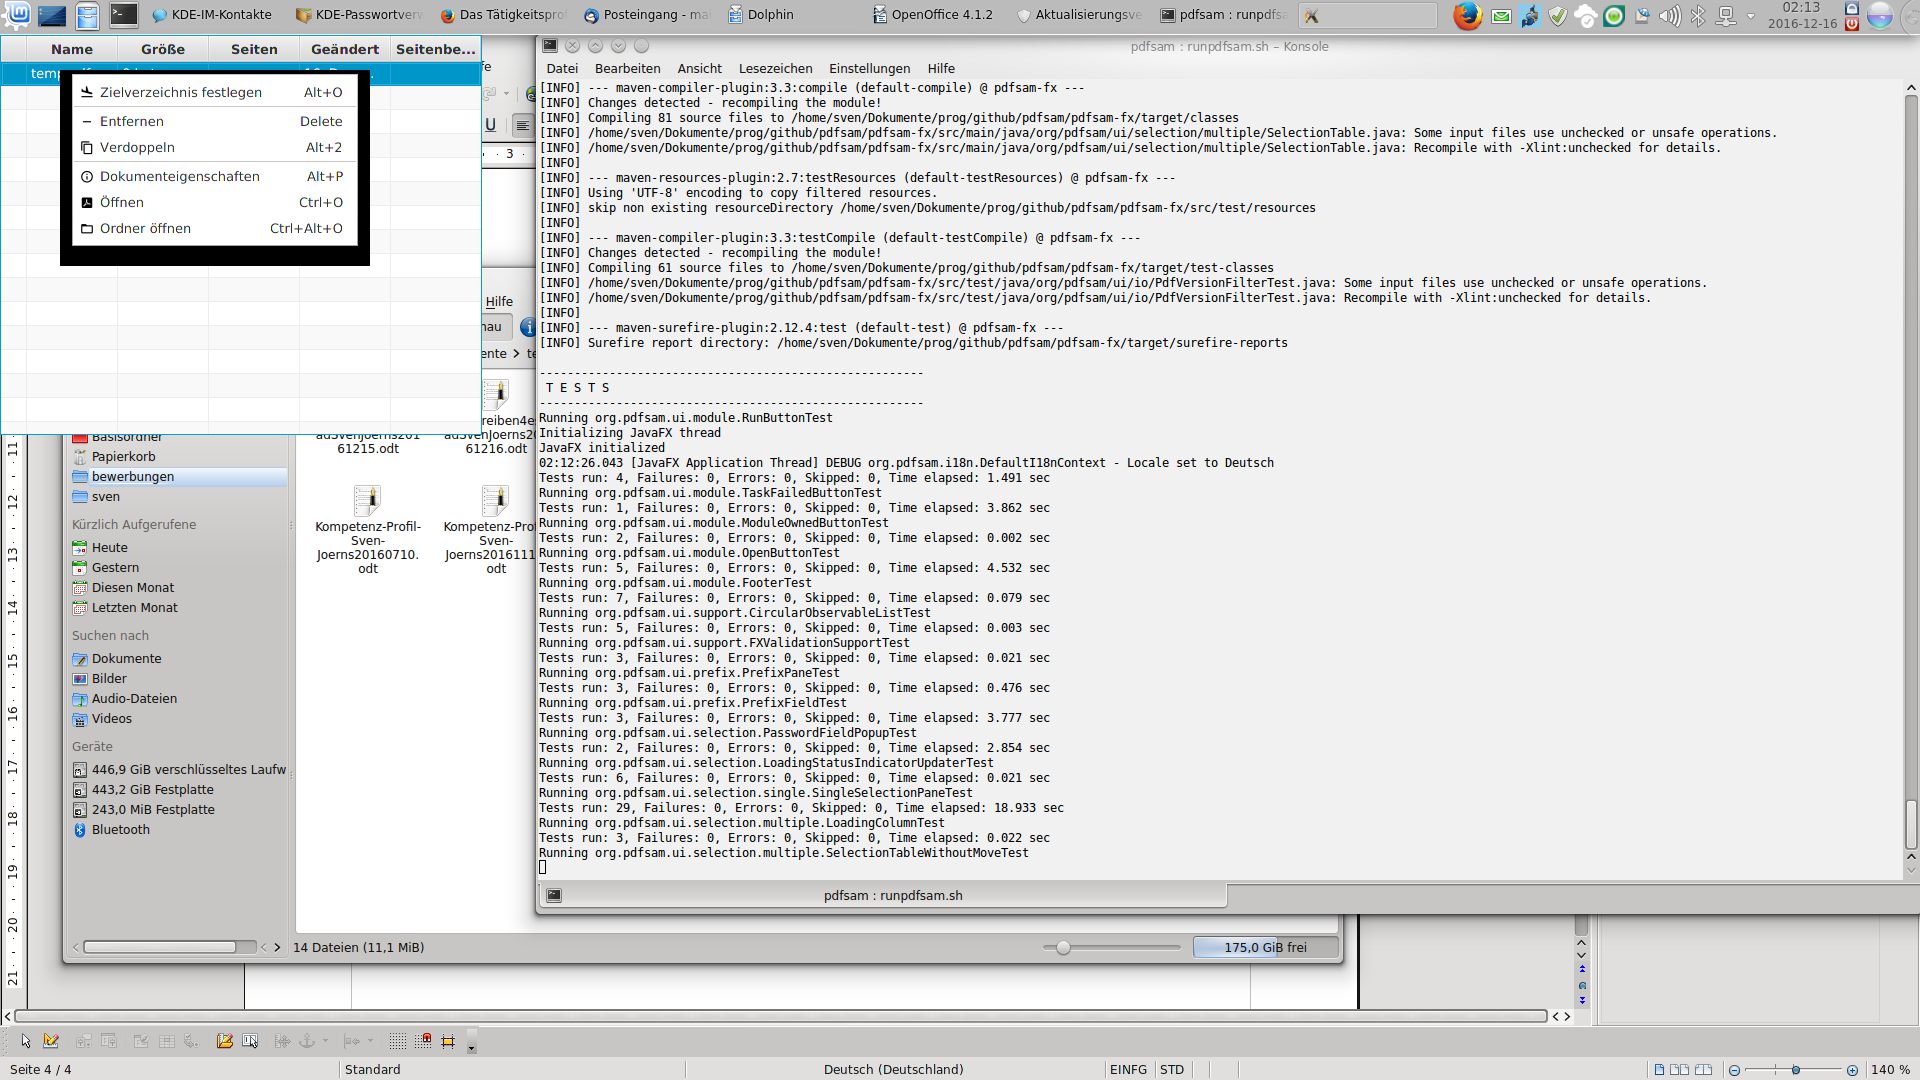 KDE-IM-Kontakte
KDE-Passwortverw
Das Tätigkeitsprof
Posteingang - mai
Dolphin
OpenOffice 4.1.2
Aktualisierungsve
pdfsam : runpdfsa
02:13
2016-12-16
Name Größe Seiten Geändert Seitenbe...
Zielverzeichnis festlegen Alt+O
Entfernen Delete
Verdoppeln Alt+2
Dokumenteigenschaften Alt+P
Öffnen Ctrl+O
Ordner öffnen Ctrl+Alt+O
pdfsam : runpdfsam.sh – Konsole
Datei Bearbeiten Ansicht Lesezeichen Einstellungen Hilfe
[INFO] --- maven-compiler-plugin:3.3:compile (default-compile) @ pdfsam-fx ---
[INFO] Changes detected - recompiling the module!
[INFO] Compiling 81 source files to /home/sven/Dokumente/prog/github/pdfsam/pdfsam-fx/target/classes
[INFO] /home/sven/Dokumente/prog/github/pdfsam/pdfsam-fx/src/main/java/org/pdfsam/ui/selection/multiple/SelectionTable.java: Some input files use unchecked or unsafe operations.
[INFO] /home/sven/Dokumente/prog/github/pdfsam/pdfsam-fx/src/main/java/org/pdfsam/ui/selection/multiple/SelectionTable.java: Recompile with -Xlint:unchecked for details.
[INFO]
[INFO] --- maven-resources-plugin:2.7:testResources (default-testResources) @ pdfsam-fx ---
[INFO] Using 'UTF-8' encoding to copy filtered resources.
[INFO] skip non existing resourceDirectory /home/sven/Dokumente/prog/github/pdfsam/pdfsam-fx/src/test/resources
[INFO]
[INFO] --- maven-compiler-plugin:3.3:testCompile (default-testCompile) @ pdfsam-fx ---
[INFO] Changes detected - recompiling the module!
[INFO] Compiling 61 source files to /home/sven/Dokumente/prog/github/pdfsam/pdfsam-fx/target/test-classes
[INFO] /home/sven/Dokumente/prog/github/pdfsam/pdfsam-fx/src/test/java/org/pdfsam/ui/io/PdfVersionFilterTest.java: Some input files use unchecked or unsafe operations.
[INFO] /home/sven/Dokumente/prog/github/pdfsam/pdfsam-fx/src/test/java/org/pdfsam/ui/io/PdfVersionFilterTest.java: Recompile with -Xlint:unchecked for details.
[INFO]
[INFO] --- maven-surefire-plugin:2.12.4:test (default-test) @ pdfsam-fx ---
[INFO] Surefire report directory: /home/sven/Dokumente/prog/github/pdfsam/pdfsam-fx/target/surefire-reports
-------------------------------------------------------
T E S T S
-------------------------------------------------------
Running org.pdfsam.ui.module.RunButtonTest
Initializing JavaFX thread
JavaFX initialized
02:12:26.043 [JavaFX Application Thread] DEBUG org.pdfsam.i18n.DefaultI18nContext - Locale set to Deutsch
Tests run: 4, Failures: 0, Errors: 0, Skipped: 0, Time elapsed: 1.491 sec
Running org.pdfsam.ui.module.TaskFailedButtonTest
Tests run: 1, Failures: 0, Errors: 0, Skipped: 0, Time elapsed: 3.862 sec
Running org.pdfsam.ui.module.ModuleOwnedButtonTest
Tests run: 2, Failures: 0, Errors: 0, Skipped: 0, Time elapsed: 0.002 sec
Running org.pdfsam.ui.module.OpenButtonTest
Tests run: 5, Failures: 0, Errors: 0, Skipped: 0, Time elapsed: 4.532 sec
Running org.pdfsam.ui.module.FooterTest
Tests run: 7, Failures: 0, Errors: 0, Skipped: 0, Time elapsed: 0.079 sec
Running org.pdfsam.ui.support.CircularObservableListTest
Tests run: 5, Failures: 0, Errors: 0, Skipped: 0, Time elapsed: 0.003 sec
Running org.pdfsam.ui.support.FXValidationSupportTest
Tests run: 3, Failures: 0, Errors: 0, Skipped: 0, Time elapsed: 0.021 sec
Running org.pdfsam.ui.prefix.PrefixPaneTest
Tests run: 3, Failures: 0, Errors: 0, Skipped: 0, Time elapsed: 0.476 sec
Running org.pdfsam.ui.prefix.PrefixFieldTest
Tests run: 3, Failures: 0, Errors: 0, Skipped: 0, Time elapsed: 3.777 sec
Running org.pdfsam.ui.selection.PasswordFieldPopupTest
Tests run: 2, Failures: 0, Errors: 0, Skipped: 0, Time elapsed: 2.854 sec
Running org.pdfsam.ui.selection.LoadingStatusIndicatorUpdaterTest
Tests run: 6, Failures: 0, Errors: 0, Skipped: 0, Time elapsed: 0.021 sec
Running org.pdfsam.ui.selection.single.SingleSelectionPaneTest
Tests run: 29, Failures: 0, Errors: 0, Skipped: 0, Time elapsed: 18.933 sec
Running org.pdfsam.ui.selection.multiple.LoadingColumnTest
Tests run: 3, Failures: 0, Errors: 0, Skipped: 0, Time elapsed: 0.022 sec
Running org.pdfsam.ui.selection.multiple.SelectionTableWithoutMoveTest
pdfsam : runpdfsam.sh
Hilfe
61215.odt
61216.odt
Kompetenz-Profil-
Sven-
Joerns20160710.
odt
Kompetenz-Pro
Sven-
Joerns2016111
odt
Basisordner
Papierkorb
bewerbungen
sven
Kürzlich Aufgerufene
Heute
Gestern
Diesen Monat
Letzten Monat
Suchen nach
Dokumente
Bilder
Audio-Dateien
Videos
Geräte
446,9 GiB verschlüsseltes Laufw
443,2 GiB Festplatte
243,0 MiB Festplatte
Bluetooth
14 Dateien (11,1 MiB)
175,0 GiB frei
11 12 13 14 15 16 17 18 19 20 21
Seite 4 / 4
Standard
Deutsch (Deutschland)
EINFG
STD
140 %